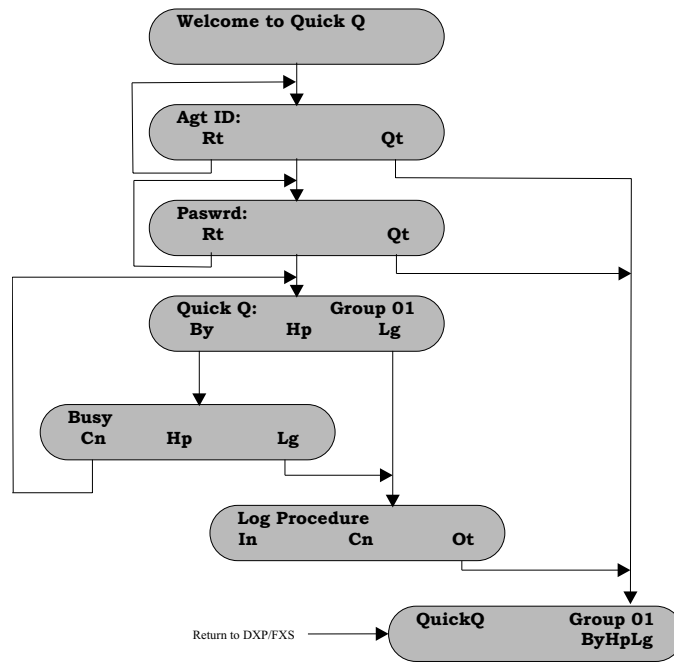 Welcome to Quick Q
Agt ID:
Rt Qt
Paswrd:
Rt Qt
Quick Q: Group 01
By Hp Lg
Busy
Cn Hp Lg
Log Procedure
In Cn Ot
QuickQ Group 01
ByHpLg
Return to DXP/FXS